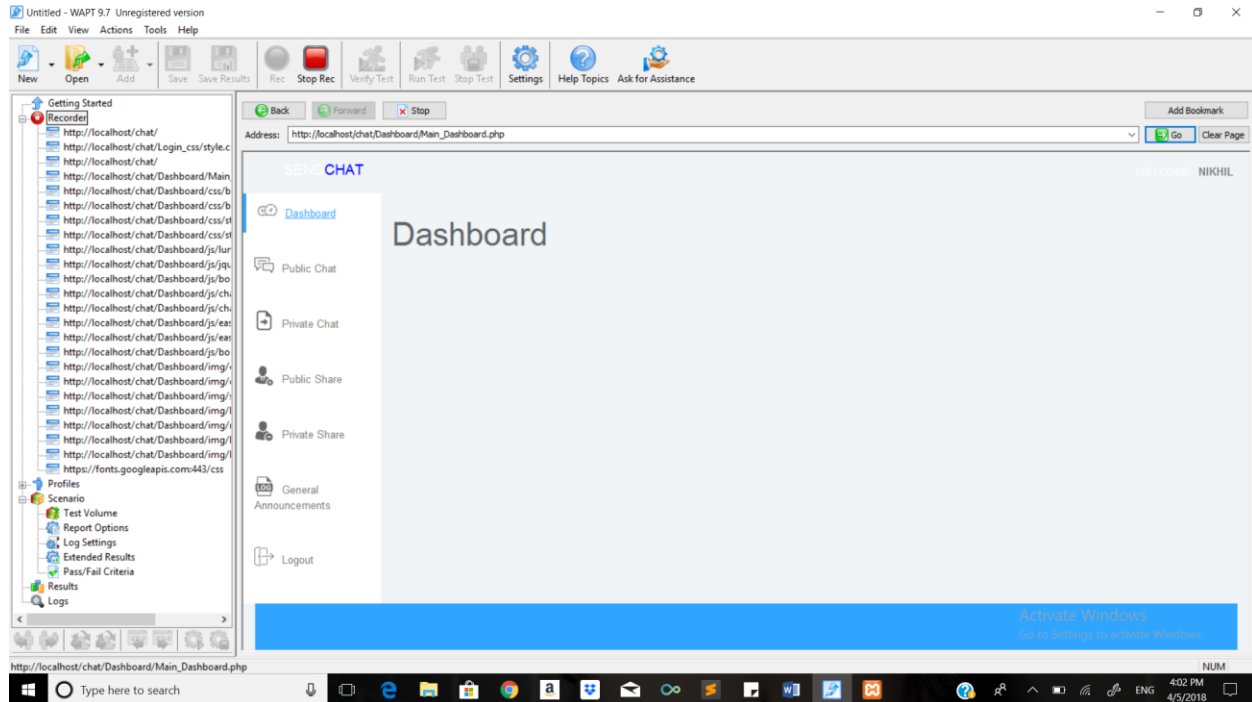 Untitled - WAPT 9.7 Unregistered version
File Edit View Actions Tools Help
New Open Add Save Save Results Rec Stop Rec Verify Test Run Test Stop Test Settings Help Topics Ask for Assistance
Getting Started
Recorder
http://localhost/chat/
http://localhost/chat/Login_css/style.c
http://localhost/chat/
http://localhost/chat/Dashboard/Main_
http://localhost/chat/Dashboard/css/b
http://localhost/chat/Dashboard/css/b
http://localhost/chat/Dashboard/css/st
http://localhost/chat/Dashboard/css/st
http://localhost/chat/Dashboard/js/lur
http://localhost/chat/Dashboard/js/jqu
http://localhost/chat/Dashboard/js/bo
http://localhost/chat/Dashboard/js/cha
http://localhost/chat/Dashboard/js/cha
http://localhost/chat/Dashboard/js/eas
http://localhost/chat/Dashboard/js/eas
http://localhost/chat/Dashboard/js/bo
http://localhost/chat/Dashboard/img/
http://localhost/chat/Dashboard/img/
http://localhost/chat/Dashboard/img/
http://localhost/chat/Dashboard/img/
http://localhost/chat/Dashboard/img/
http://localhost/chat/Dashboard/img/
http://localhost/chat/Dashboard/img/
https://fonts.googleapis.com:443/css
Profiles
Scenario
Test Volume
Report Options
Log Settings
Extended Results
Pass/Fail Criteria
Results
Logs
Back Forward Stop Add Bookmark
Address: http://localhost/chat/Dashboard/Main_Dashboard.php Go Clear Page
SENDCHAT
NIKHIL
Dashboard
Dashboard
Public Chat
Private Chat
Public Share
Private Share
General
Announcements
Logout
Activate Windows
Go to Settings to activate Windows.
http://localhost/chat/Dashboard/Main_Dashboard.php NUM
Type here to search
ENG
4:02 PM
4/5/2018